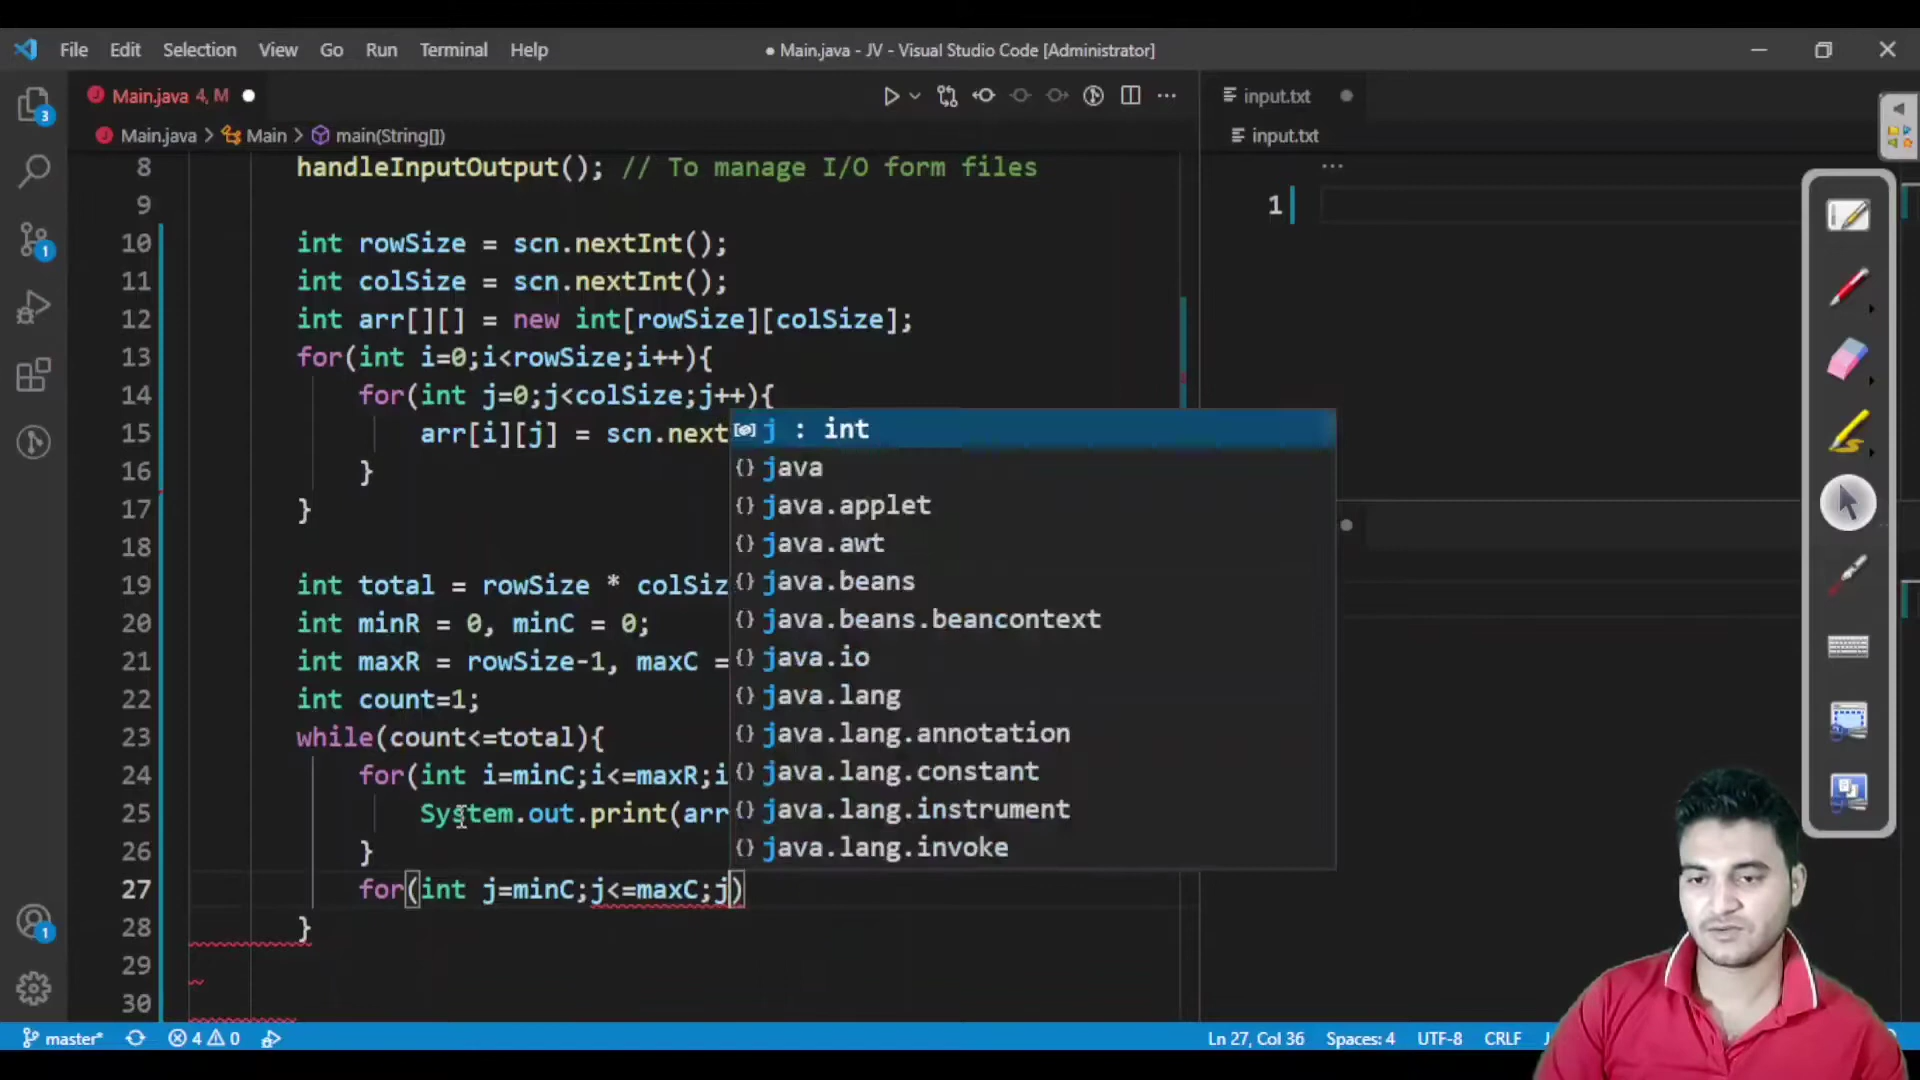 File Edit Selection View Go Run Terminal Help
● Main.java - JV - Visual Studio Code [Administrator]
Main.java 4, M ●
input.txt
Main.java > Main > main(String[])
input.txt
3
1
1
8 handleInputOutput(); // To manage I/O form files
9
10 int rowSize = scn.nextInt();
11 int colSize = scn.nextInt();
12 int arr[][] = new int[rowSize][colSize];
13 for(int i=0;i<rowSize;i++){
14 for(int j=0;j<colSize;j++){
15 arr[i][j] = scn.next
16 }
17 }
18
19 int total = rowSize * colSiz
20 int minR = 0, minC = 0;
21 int maxR = rowSize-1, maxC =
22 int count=1;
23 while(count<=total){
24 for(int i=minC;i<=maxR;i
25 System.out.print(arr
26 }
27 for(int j=minC;j<=maxC;j)
28 }
29
30
j : int
java
java.applet
java.awt
java.beans
java.beans.beancontext
java.io
java.lang
java.lang.annotation
java.lang.constant
java.lang.instrument
java.lang.invoke
...
1
master* 4 0
Ln 27, Col 36 Spaces: 4 UTF-8 CRLF